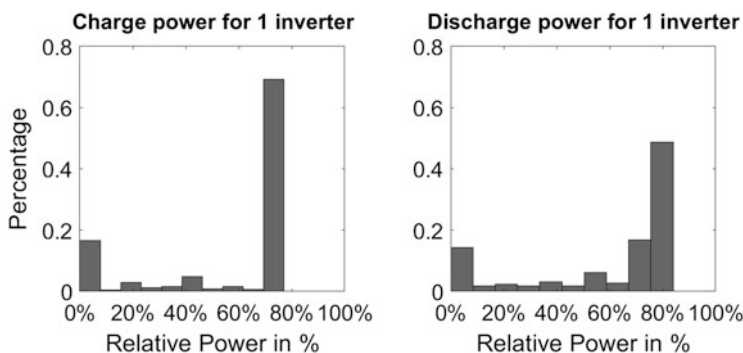 Charge power for 1 inverter
Percentage
0.8
0.6
0.4
0.2
0
0% 20% 40% 60% 80% 100%
Relative Power in %
Discharge power for 1 inverter
0.8
0.6
0.4
0.2
0
0% 20% 40% 60% 80% 100%
Relative Power in %